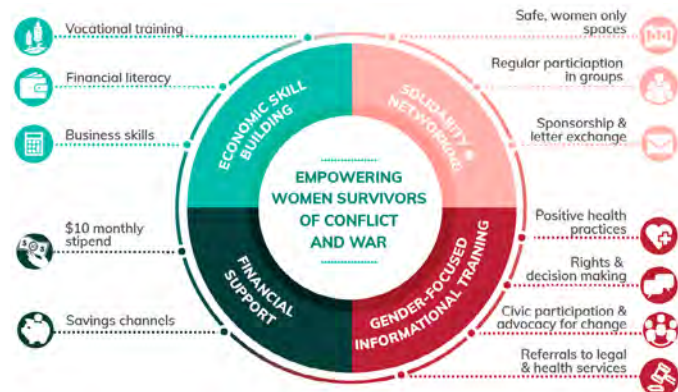 Vocational training
Financial literacy
Business skills
$10 monthly
stipend
Savings channels
ECONOMIC SKILL
BUILDING
SOLIDARITY &
NETWORKING
EMPOWERING
WOMEN SURVIVORS
OF CONFLICT
AND WAR
FINANCIAL
SUPPORT
GENDER-FOCUSED
INFORMATIONAL TRAINING
Safe, women only
spaces
Regular particiaption
in groups
Sponsorship &
letter exchange
Positive health
practices
Rights &
decision making
Civic participation &
advocacy for change
Referrals to legal
& health services